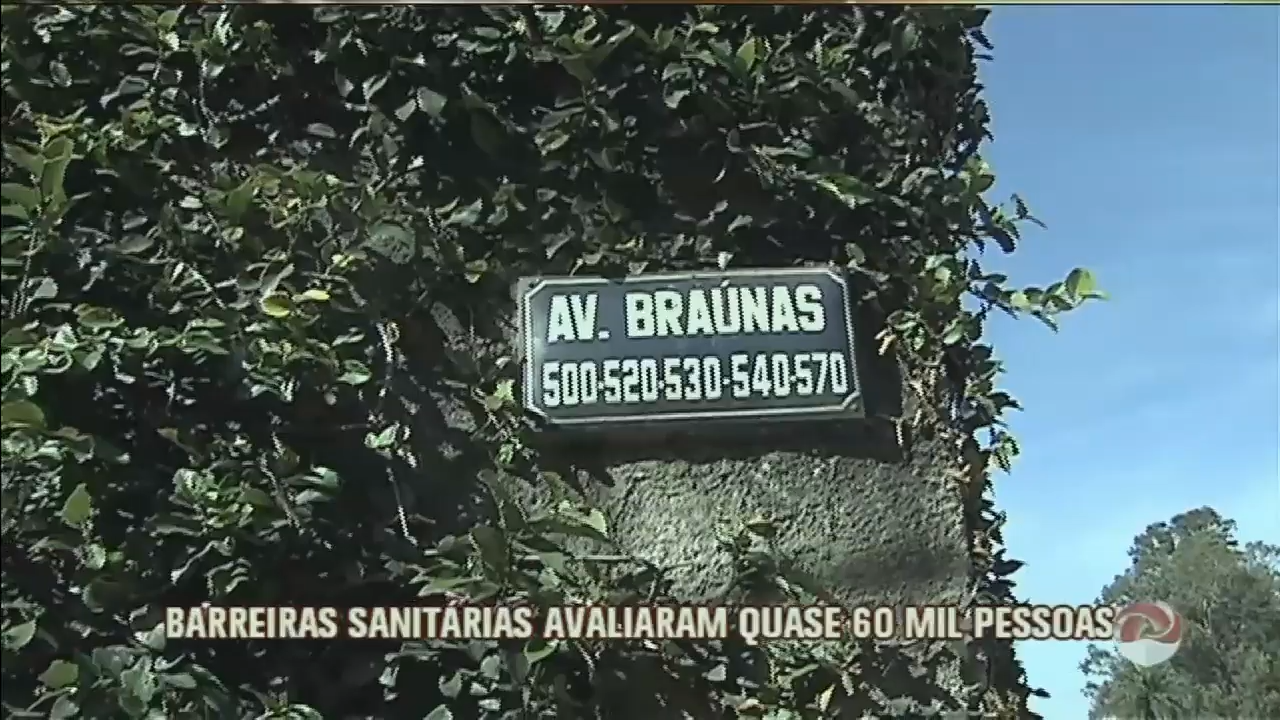 AV. BRAÚNAS
500-520-530-540-570
BARREIRAS SANITÁRIAS AVALIARAM QUASE 60 MIL PESSOAS